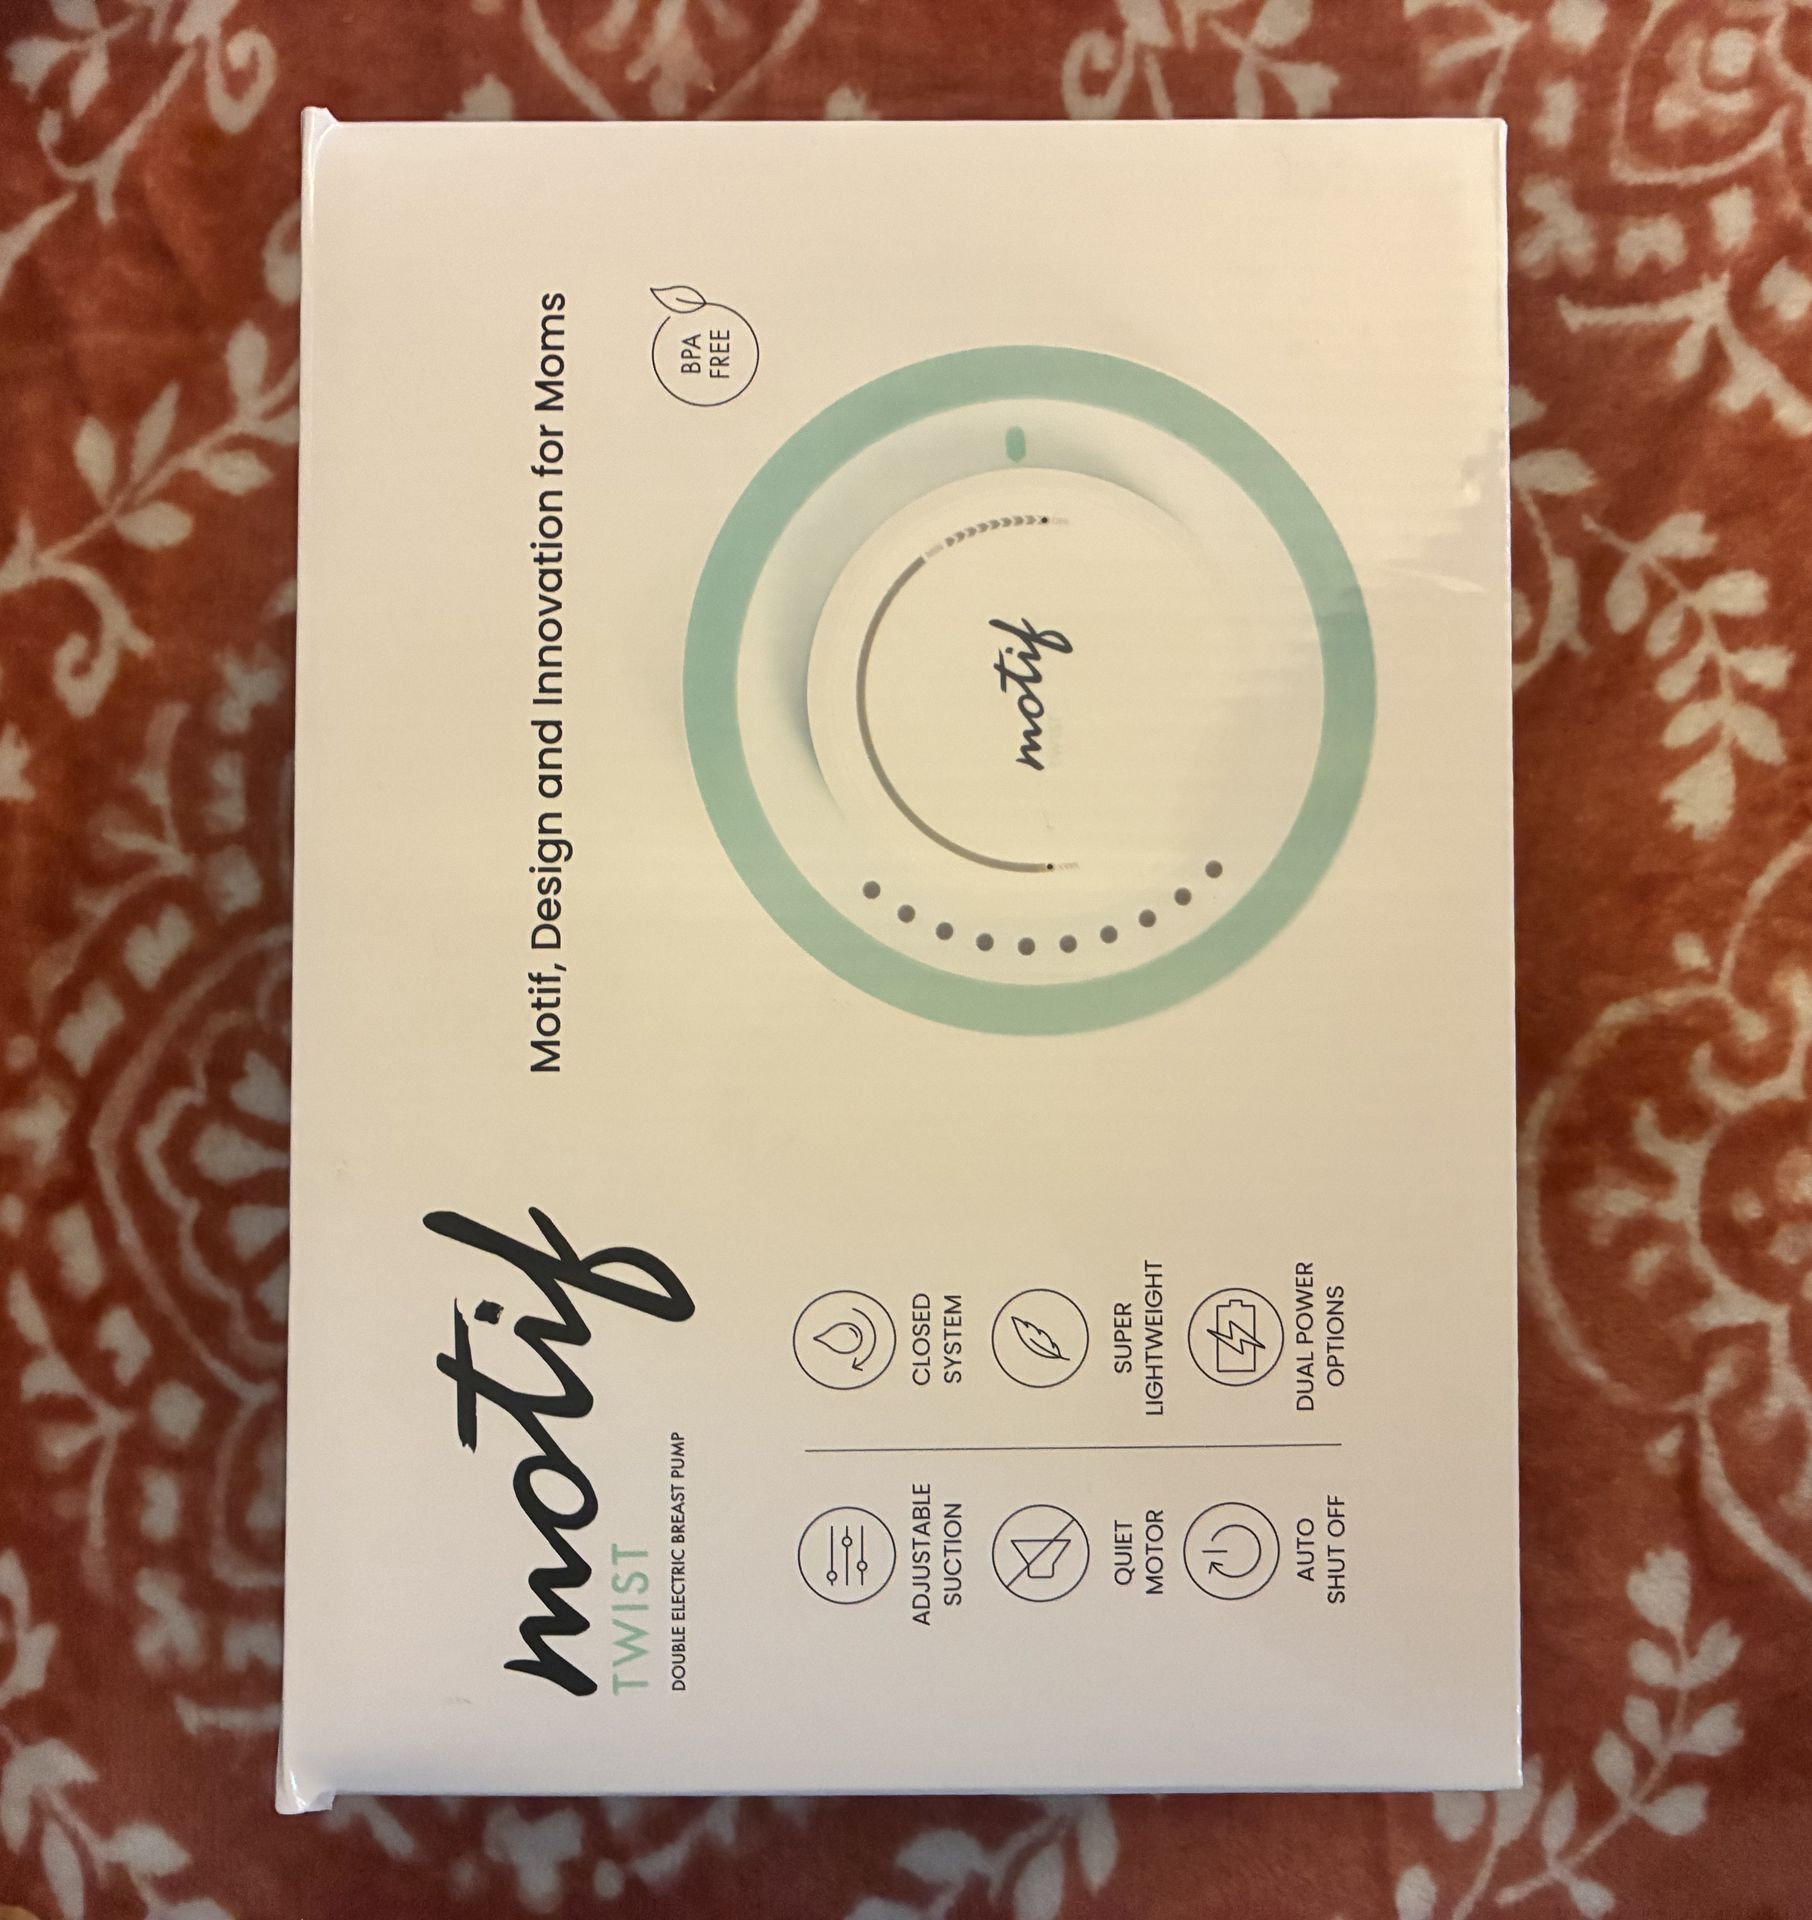 motif
TWIST
DOUBLE ELECTRIC BREAST PUMP
Motif, Design and Innovation for Moms
BPA
FREE
ADJUSTABLE
SUCTION
CLOSED
SYSTEM
QUIET
MOTOR
SUPER
LIGHTWEIGHT
AUTO
SHUT OFF
DUAL POWER
OPTIONS
motif